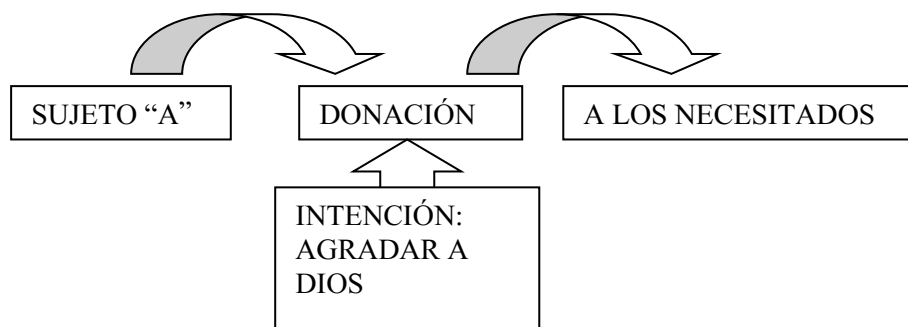 SUJETO “A”
DONACIÓN
A LOS NECESITADOS
INTENCIÓN:
AGRADAR A
DIOS